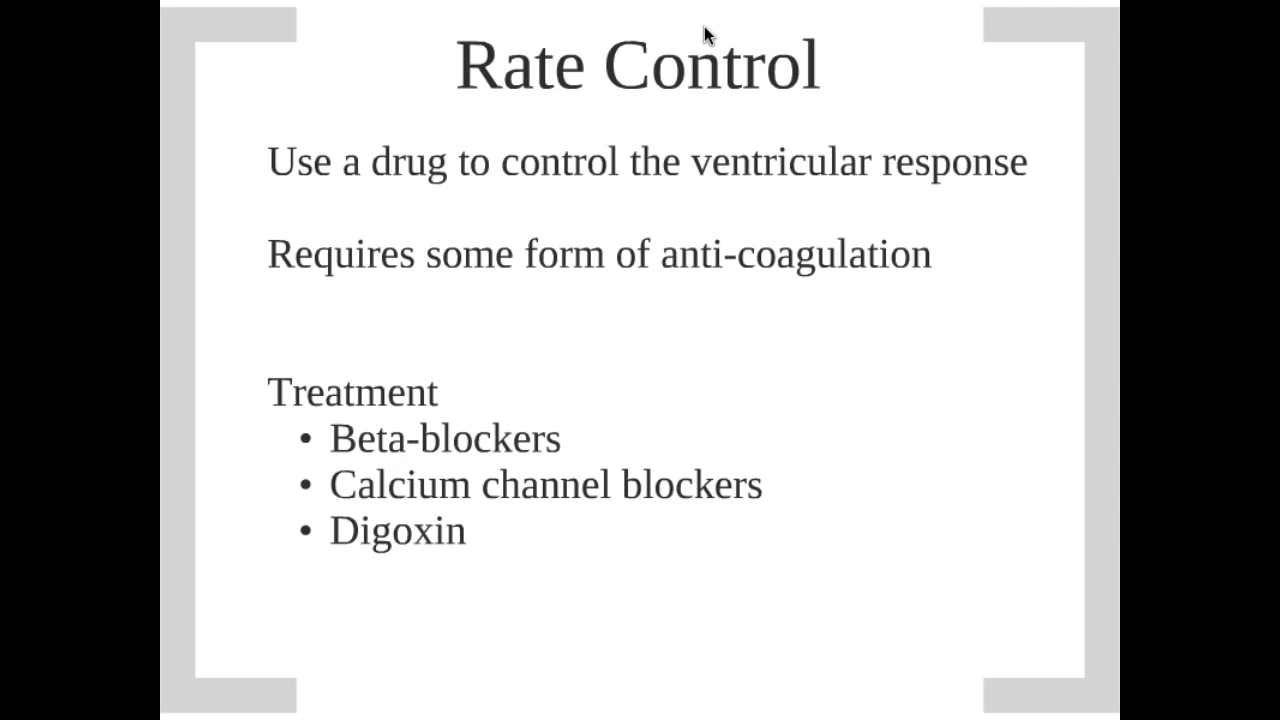 Rate Control
Use a drug to control the ventricular response
Requires some form of anti-coagulation
Treatment
• Beta-blockers
• Calcium channel blockers
• Digoxin